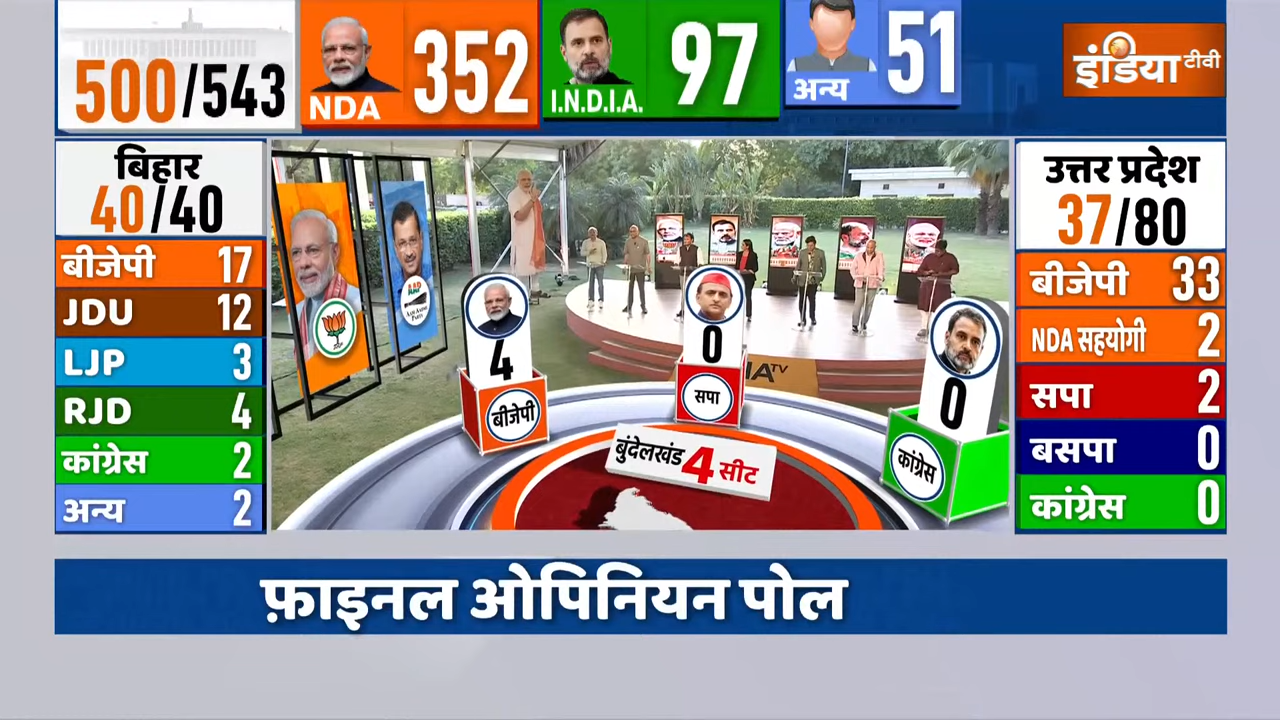 500/543
NDA
352
I.N.D.I.A.
97
अन्य
51
इंडिया टीवी
बिहार
40/40
बीजेपी 17
JDU 12
LJP 3
RJD 4
कांग्रेस 2
अन्य 2
AAP
4
बीजेपी
0
सपा
0
कांग्रेस
बुंदेलखंड 4 सीट
उत्तर प्रदेश
37/80
बीजेपी 33
NDA सहयोगी 2
सपा 2
बसपा 0
कांग्रेस 0
फ़ाइनल ओपिनियन पोल